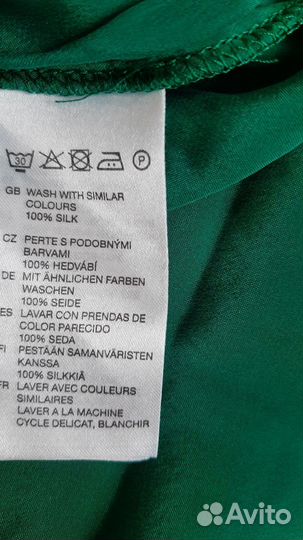 30 P
GB WASH WITH SIMILAR
COLOURS
100% SILK
CZ PERTE S PODOBNÝMI
BARVAMI
100% HEDVÁBÍ
DE MIT ÄHNLICHEN FARBEN
WASCHEN
100% SEIDE
ES LAVAR CON PRENDAS DE
COLOR PARECIDO
100% SEDA
FI PESTÄÄN SAMANVÄRISTEN
KANSSA
100% SILKKIÄ
FR LAVER AVEC COULEURS
SIMILAIRES
LAVER A LA MACHINE
CYCLE DELICAT, BLANCHIR
Avito